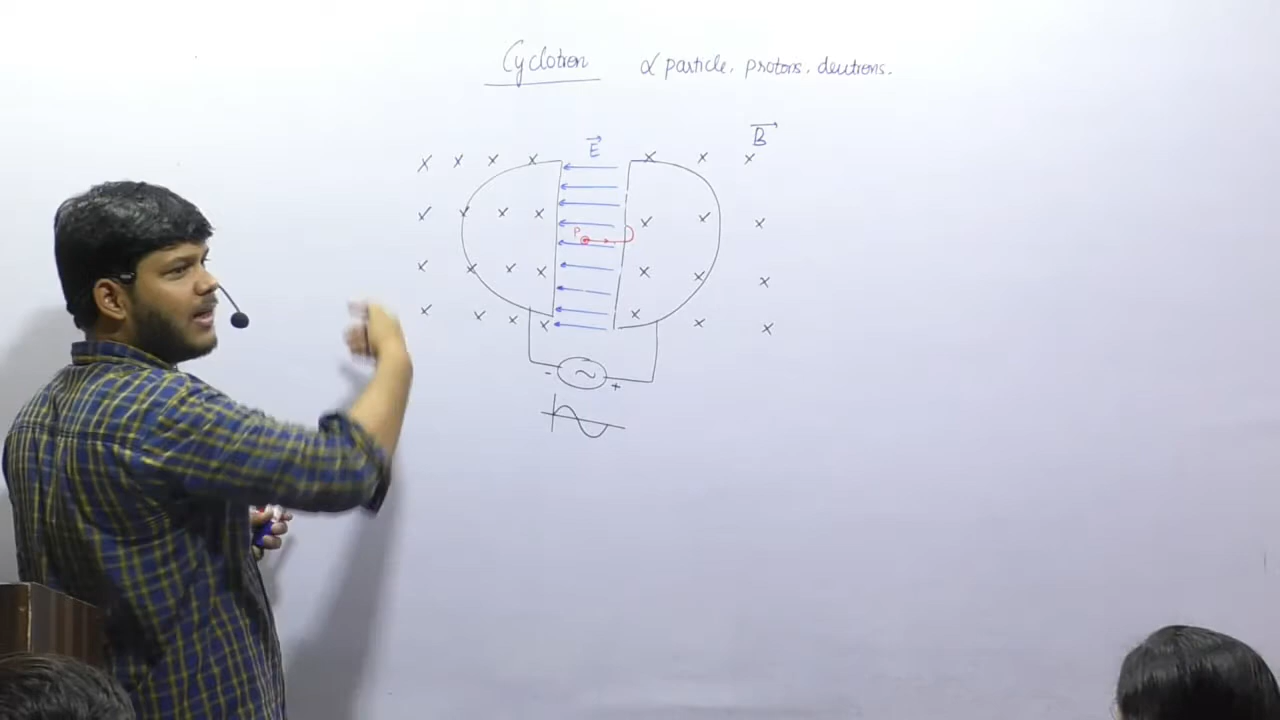 Cyclotron
α particle, protons, deutrons.
B
E
x x x x x x x
x x x x x x x
P
x x x x x x x
x x x x x x x
- ~ +